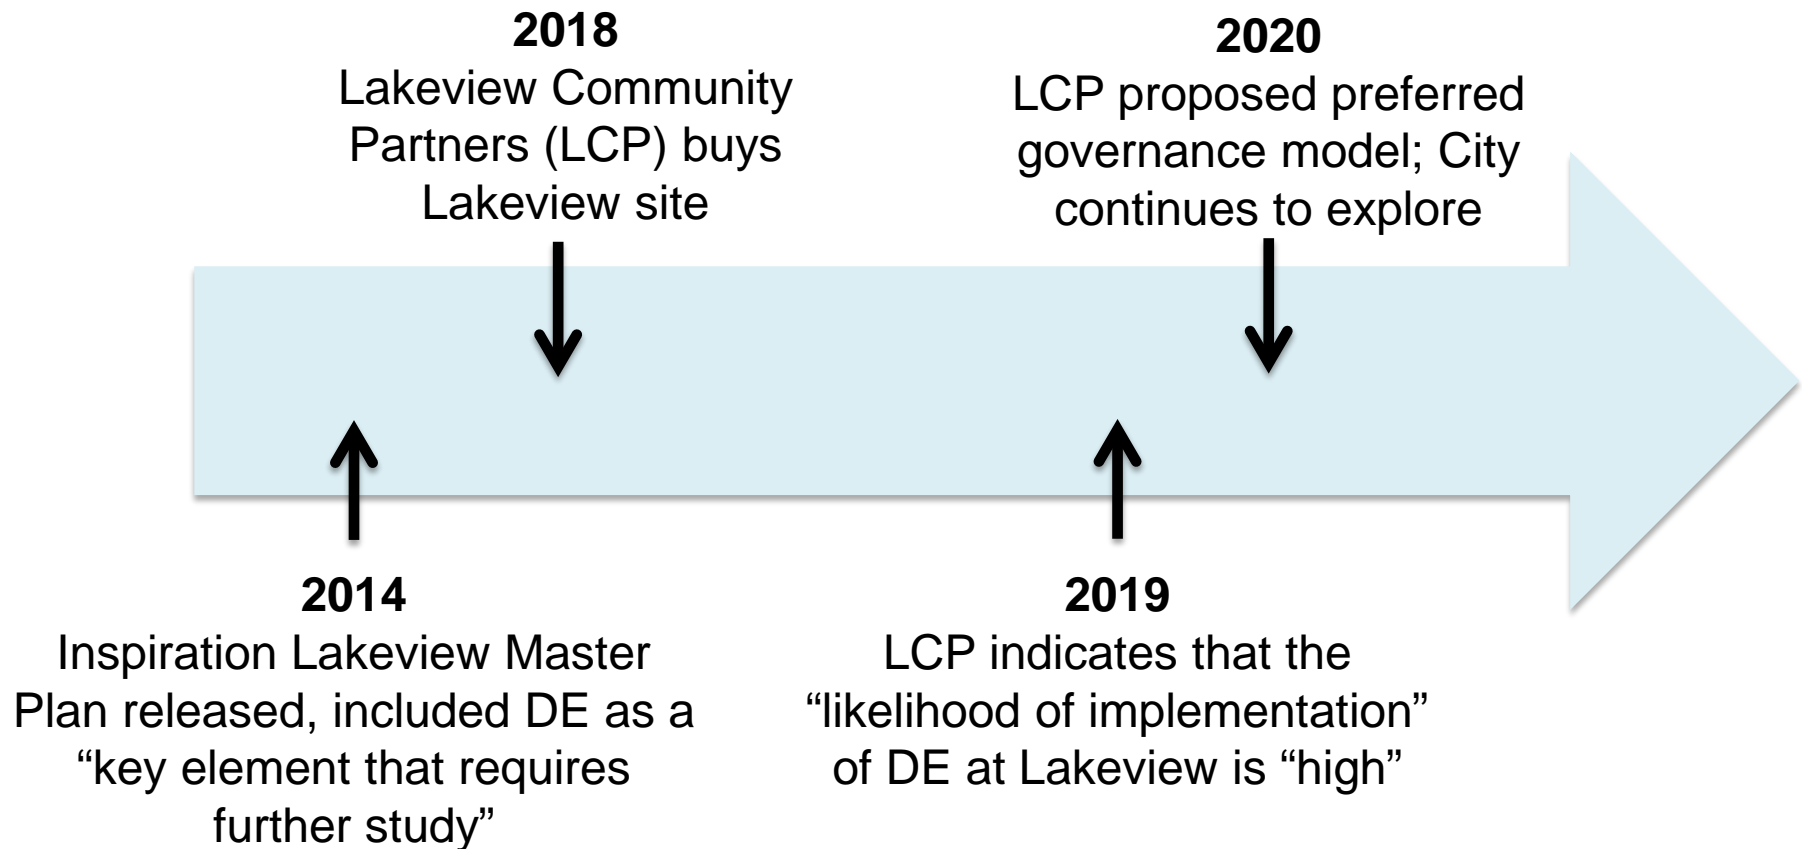 2018
Lakeview Community
Partners (LCP) buys
Lakeview site
2020
LCP proposed preferred
governance model; City
continues to explore
2014
Inspiration Lakeview Master
Plan released, included DE as a
“key element that requires
further study”
2019
LCP indicates that the
“likelihood of implementation”
of DE at Lakeview is “high”